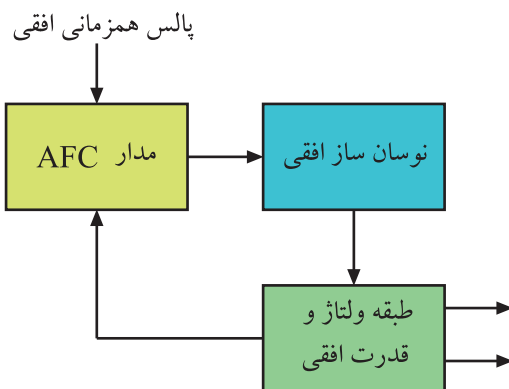 پالس همزمانی افقی
مدار AFC
نوسان ساز افقی
طبقه ولتاژ و
قدرت افقی